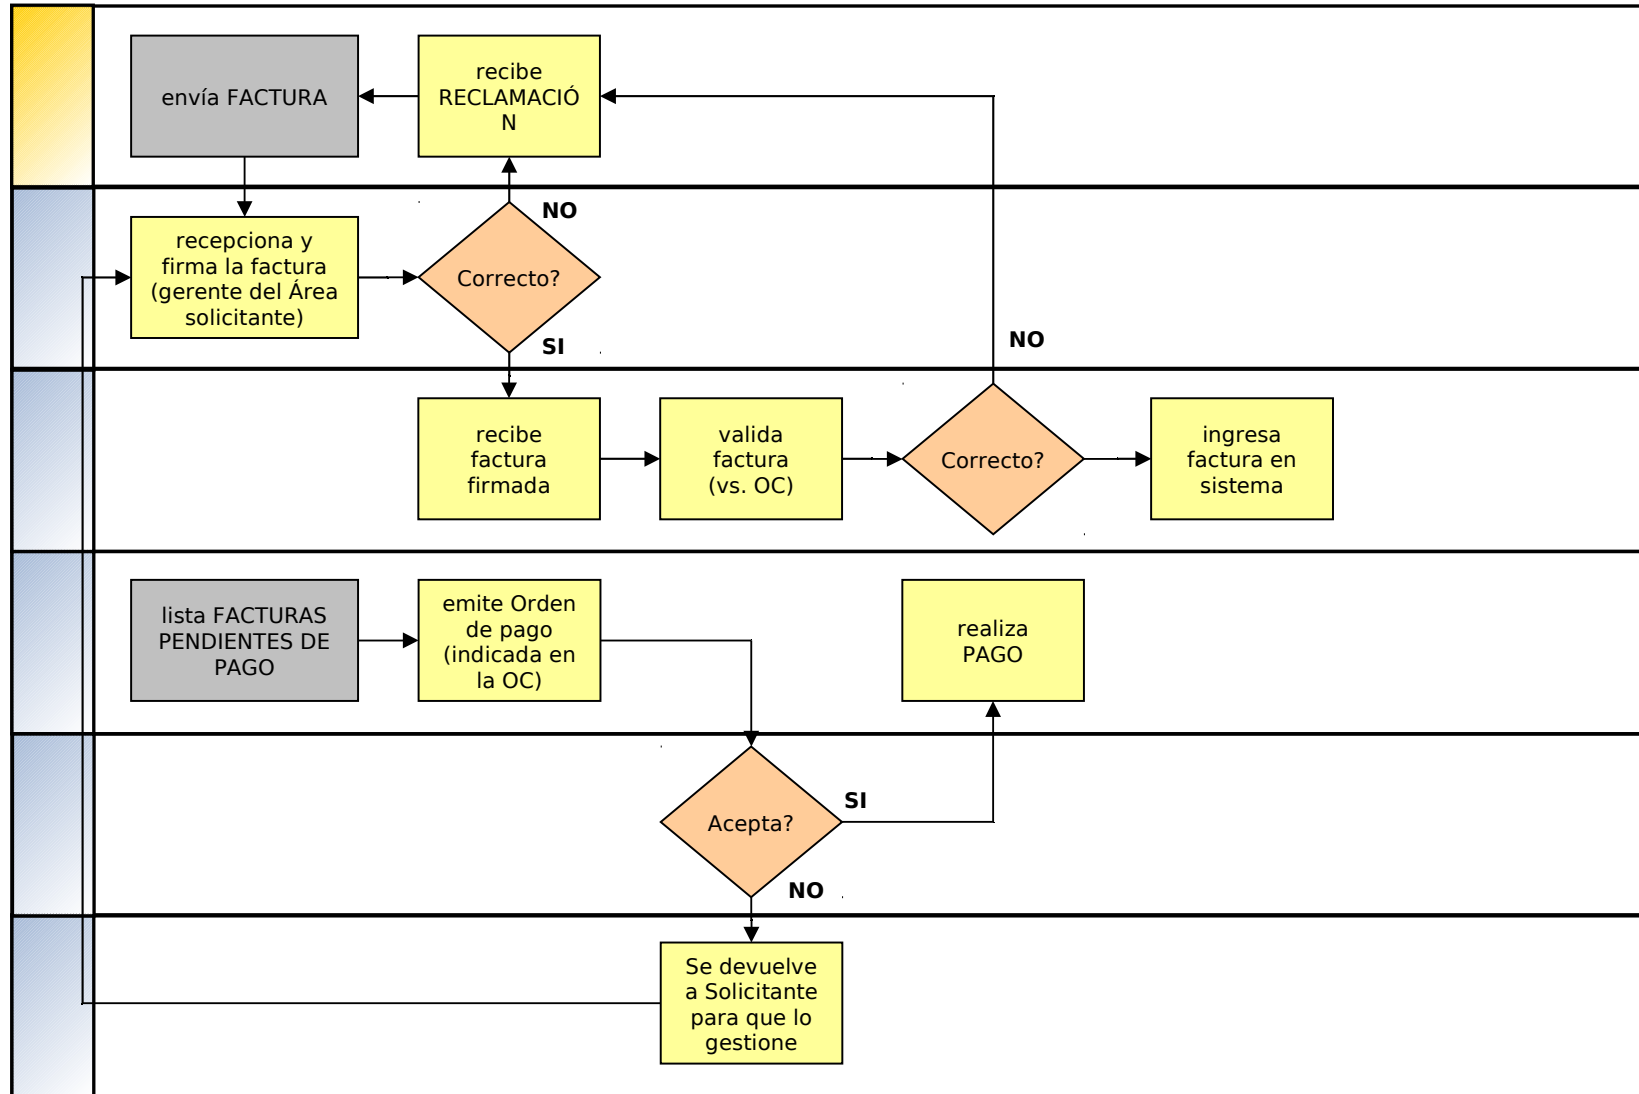 envía FACTURA
recibe
RECLAMACIÓ
N
NO
recepciona y
firma la factura
(gerente del Área
solicitante)
Correcto?
SI
NO
recibe
factura
firmada
valida
factura
(vs. OC)
Correcto?
ingresa
factura en
sistema
lista FACTURAS
PENDIENTES DE
PAGO
emite Orden
de pago
(indicada en
la OC)
realiza
PAGO
Acepta?
SI
NO
Se devuelve
a Solicitante
para que lo
gestione